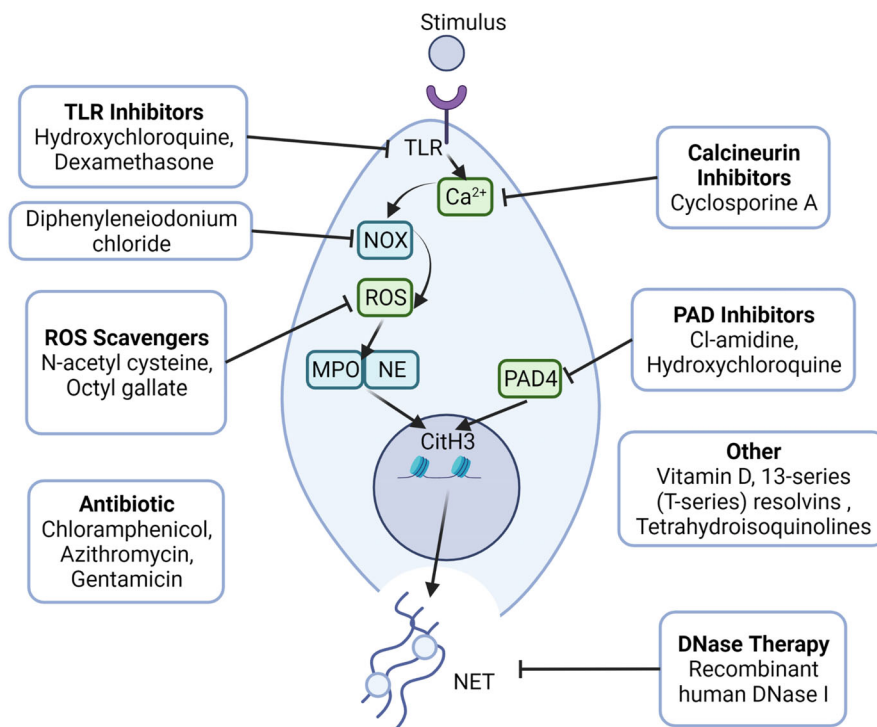 Stimulus
TLR Inhibitors
Hydroxychloroquine,
Dexamethasone
TLR
Ca²⁺
Calcineurin
Inhibitors
Cyclosporine A
Diphenyleneiodonium
chloride
NOX
ROS
ROS Scavengers
N-acetyl cysteine,
Octyl gallate
MPO
NE
PAD4
PAD Inhibitors
Cl-amidine,
Hydroxychloroquine
CitH3
Antibiotic
Chloramphenicol,
Azithromycin,
Gentamicin
Other
Vitamin D, 13-series
(T-series) resolvins ,
Tetrahydroisoquinolines
NET
DNase Therapy
Recombinant
human DNase I